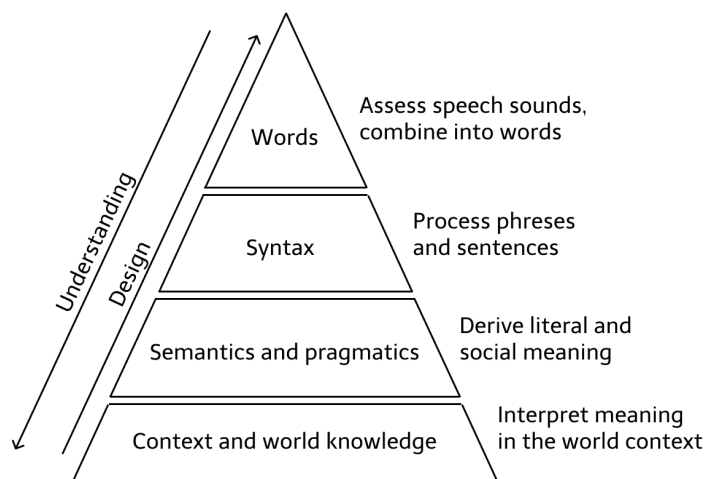 Words
Assess speech sounds,
combine into words
Understanding
Design
Syntax
Process phreses
and sentences
Semantics and pragmatics
Derive literal and
social meaning
Context and world knowledge
Interpret meaning
in the world context